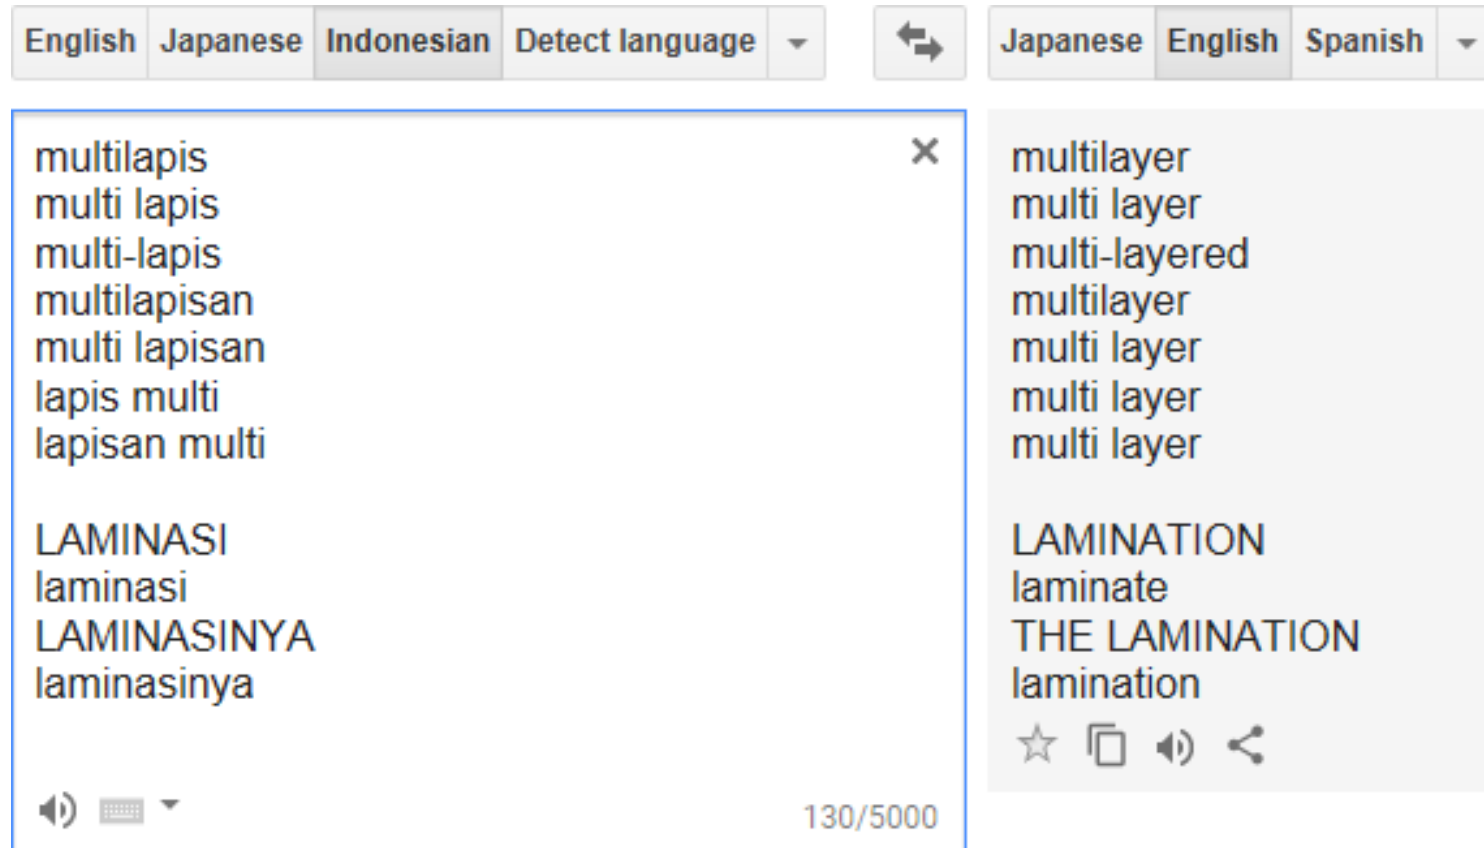 English Japanese Indonesian Detect language
Japanese English Spanish
multilapis
multi lapis
multi-lapis
multilapisan
multi lapisan
lapis multi
lapisan multi
LAMINASI
laminasi
LAMINASINYA
laminasinya
130/5000
multilayer
multi layer
multi-layered
multilayer
multi layer
multi layer
multi layer
LAMINATION
laminate
THE LAMINATION
lamination